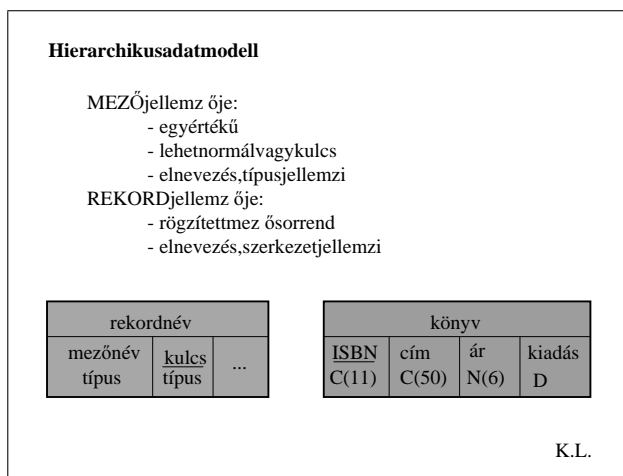 Hierarchikusadatmodell
MEZŐjellemz ője:
- egyértékű
- lehetnormálvagykulcs
- elnevezés,típusjellemzi
REKORDjellemz ője:
- rögzítettmez ősorrend
- elnevezés,szerkezetjellemzi
rekordnév
mezőnév kulcs ...
típus típus
könyv
ISBN cím ár kiadás
C(11) C(50) N(6) D
K.L.